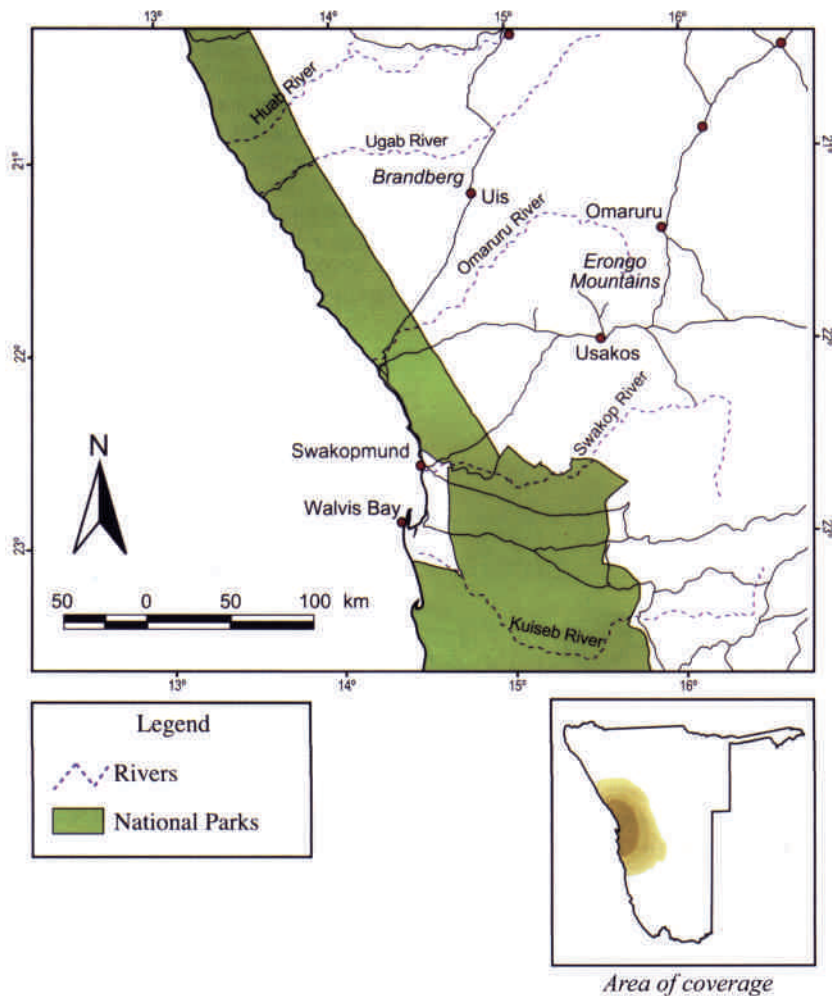 13°
14°
15°
16°
Huab River
Ugab River
21°
21°
Brandberg
Uis
Omaruru River
Omaruru
Erongo
Mountains
22°
22°
Usakos
Swakop River
N
Swakopmund
Walvis Bay
23°
23°
50 0 50 100 km
Kuiseb River
13°
14°
15°
16°
Legend
Rivers
National Parks
Area of coverage